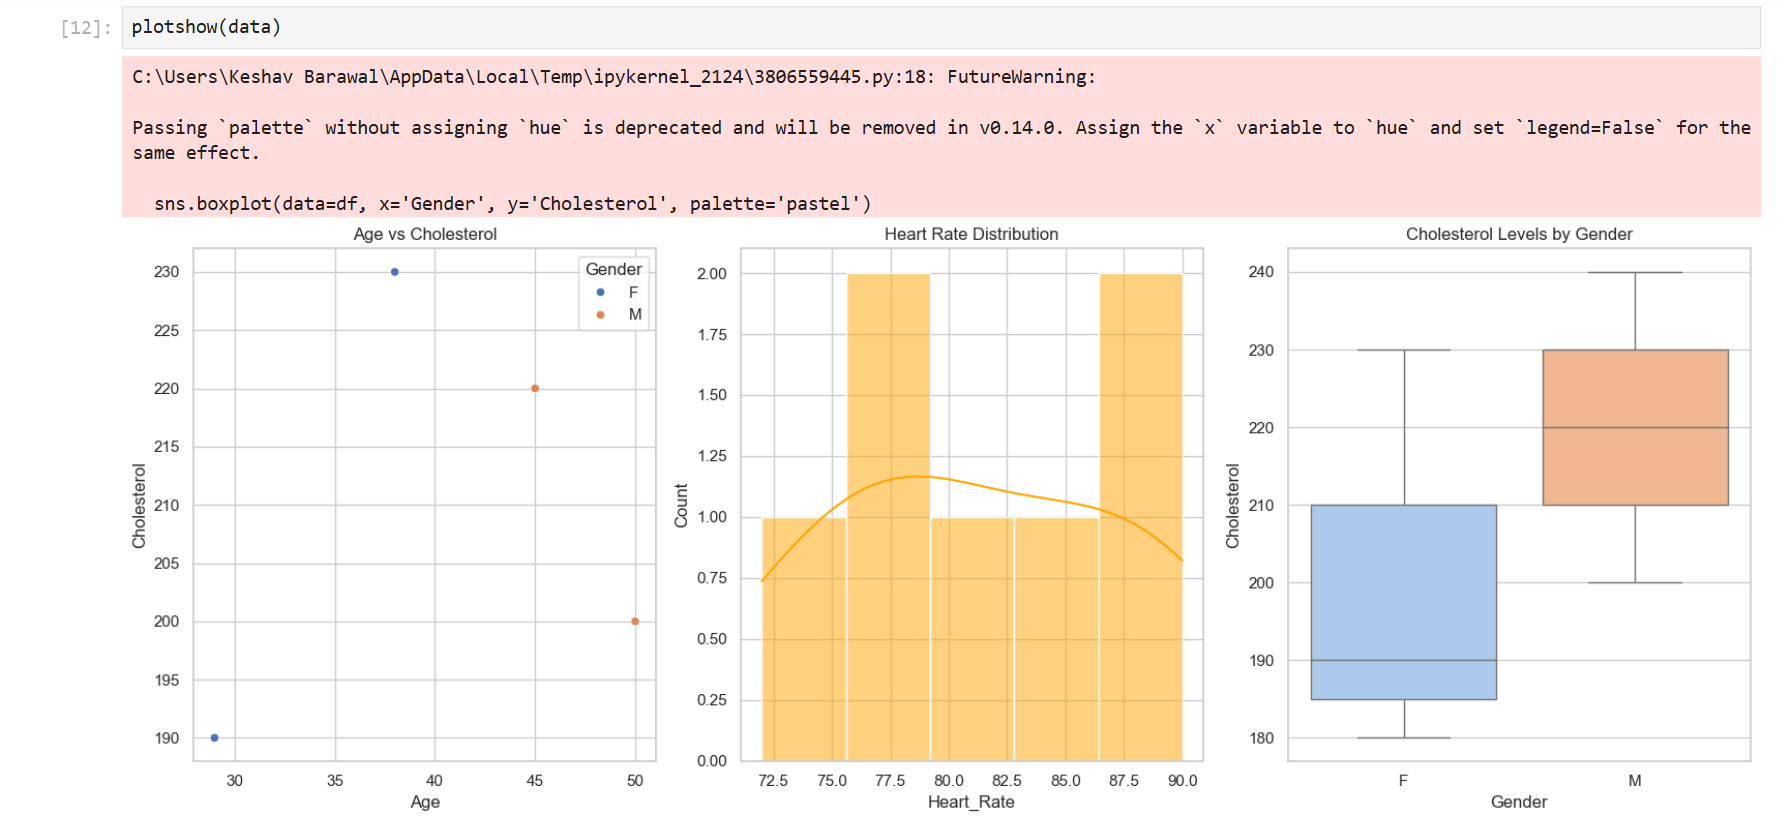 [12]: plotshow(data)
C:\Users\Keshav Barawal\AppData\Local\Temp\ipykernel_2124\3806559445.py:18: FutureWarning:
Passing `palette` without assigning `hue` is deprecated and will be removed in v0.14.0. Assign the `x` variable to `hue` and set `legend=False` for the
same effect.
sns.boxplot(data=df, x='Gender', y='Cholesterol', palette='pastel')
Age vs Cholesterol
Gender
F
M
230
225
220
215
210
205
200
195
190
Cholesterol
30 35 40 45 50
Age
Heart Rate Distribution
2.00
1.75
1.50
1.25
1.00
0.75
0.50
0.25
0.00
Count
72.5 75.0 77.5 80.0 82.5 85.0 87.5 90.0
Heart_Rate
Cholesterol Levels by Gender
240
230
220
210
200
190
180
Cholesterol
F M
Gender